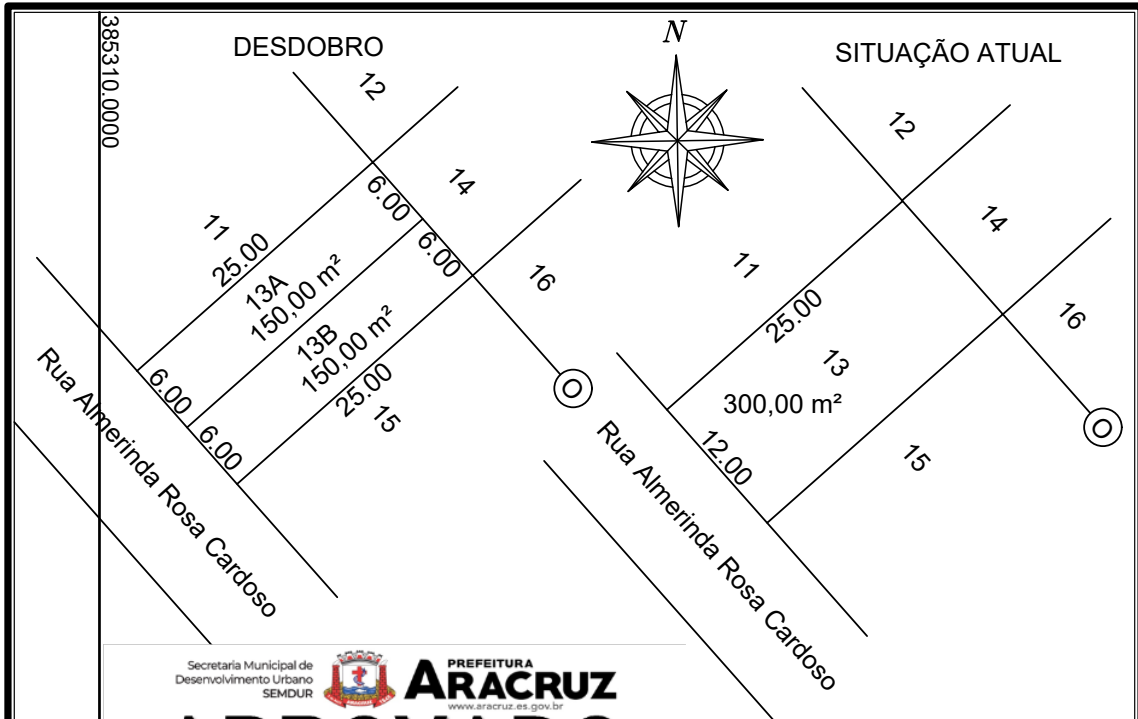 385310.0000
DESDOBRO
12
6.00
14
6.00
11
25.00
13A
150,00 m²
13B
150,00 m²
25.00
15
16
6.00
6.00
Rua Almerinda Rosa Cardoso
O
N
SITUAÇÃO ATUAL
12
14
11
25.00
13
300,00 m²
16
12.00
15
Rua Almerinda Rosa Cardoso
O
Secretaria Municipal de
Desenvolvimento Urbano
SEMDUR
PREFEITURA
ARACRUZ
www.aracruz.es.gov.br
APROVADO